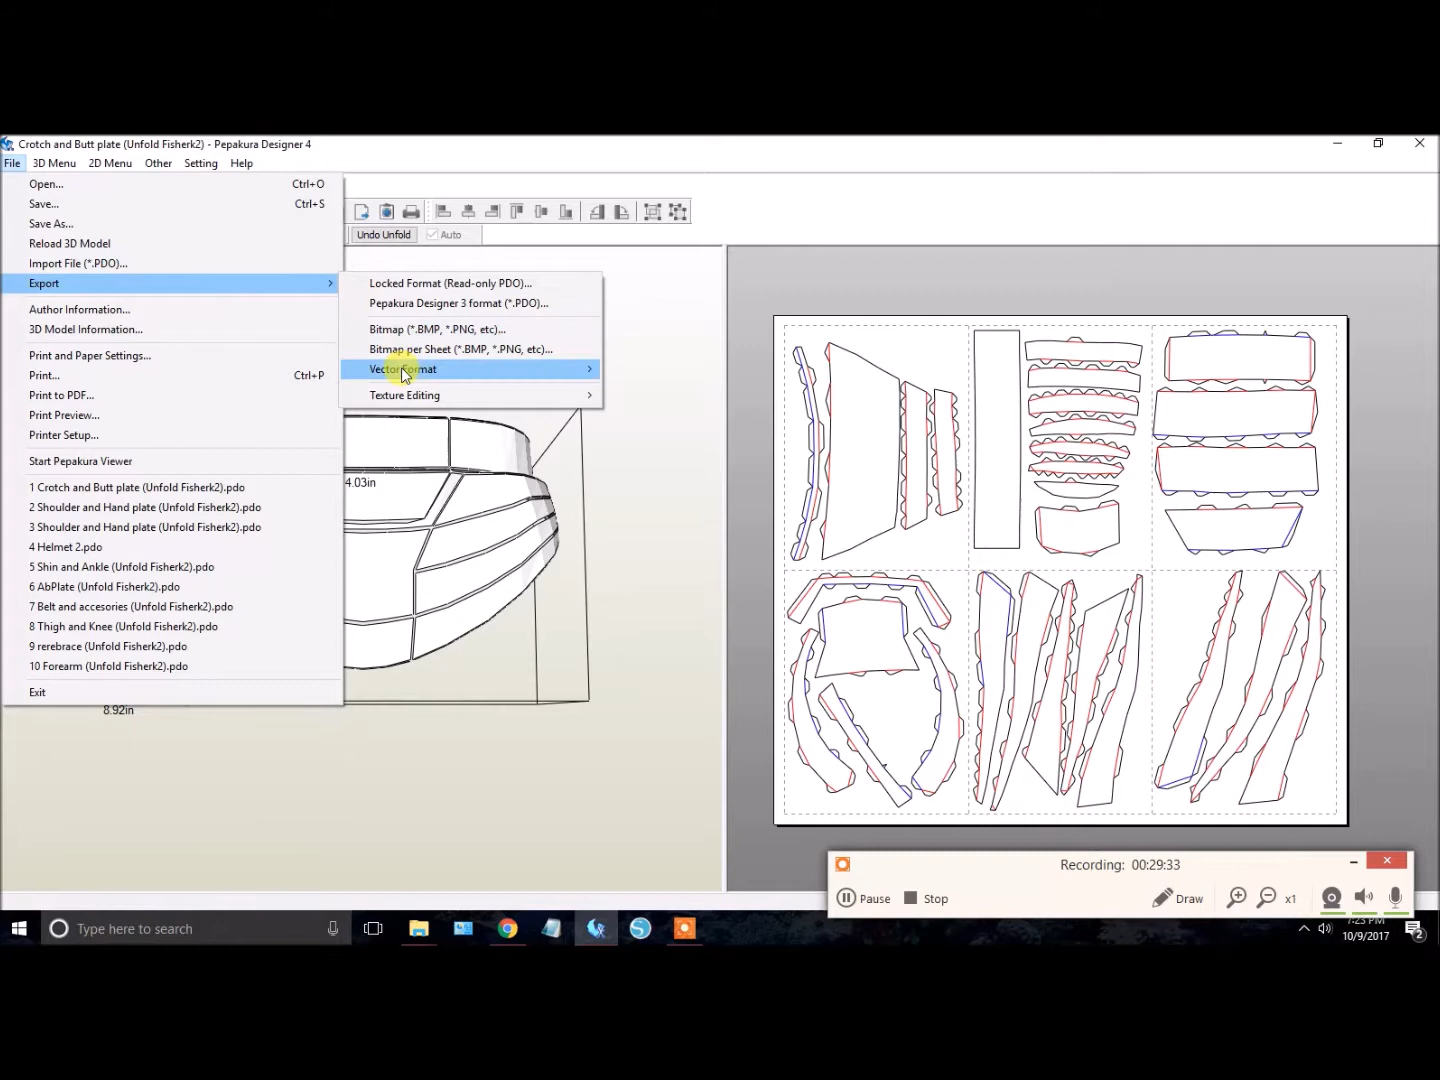 Crotch and Butt plate (Unfold Fisherk2) - Pepakura Designer 4
File 3D Menu 2D Menu Other Setting Help
Open... Ctrl+O
Save... Ctrl+S
Save As...
Reload 3D Model
Import File (*.PDO)...
Export
Author Information...
3D Model Information...
Print and Paper Settings...
Print... Ctrl+P
Print to PDF...
Print Preview...
Printer Setup...
Start Pepakura Viewer
1 Crotch and Butt plate (Unfold Fisherk2).pdo
2 Shoulder and Hand plate (Unfold Fisherk2).pdo
3 Shoulder and Hand plate (Unfold Fisherk2).pdo
4 Helmet 2.pdo
5 Shin and Ankle (Unfold Fisherk2).pdo
6 AbPlate (Unfold Fisherk2).pdo
7 Belt and accesories (Unfold Fisherk2).pdo
8 Thigh and Knee (Unfold Fisherk2).pdo
9 rerebrace (Unfold Fisherk2).pdo
10 Forearm (Unfold Fisherk2).pdo
Exit
Undo Unfold Auto
Locked Format (Read-only PDO)...
Pepakura Designer 3 format (*.PDO)...
Bitmap (*.BMP, *.PNG, etc)...
Bitmap per Sheet (*.BMP, *.PNG, etc)...
Vector Format
Texture Editing
4.03in
8.92in
Recording: 00:29:33
Pause Stop Draw x1
Type here to search
7:23 PM
10/9/2017
2